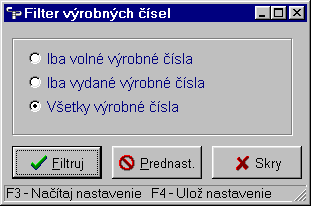 Filter výrobných čísel
Iba volné výrobné čísla
Iba vydané výrobné čísla
Všetky výrobné čísla
Filtruj
Prednast.
Skry
F3 - Načítaj nastavenie F4 - Ulož nastavenie